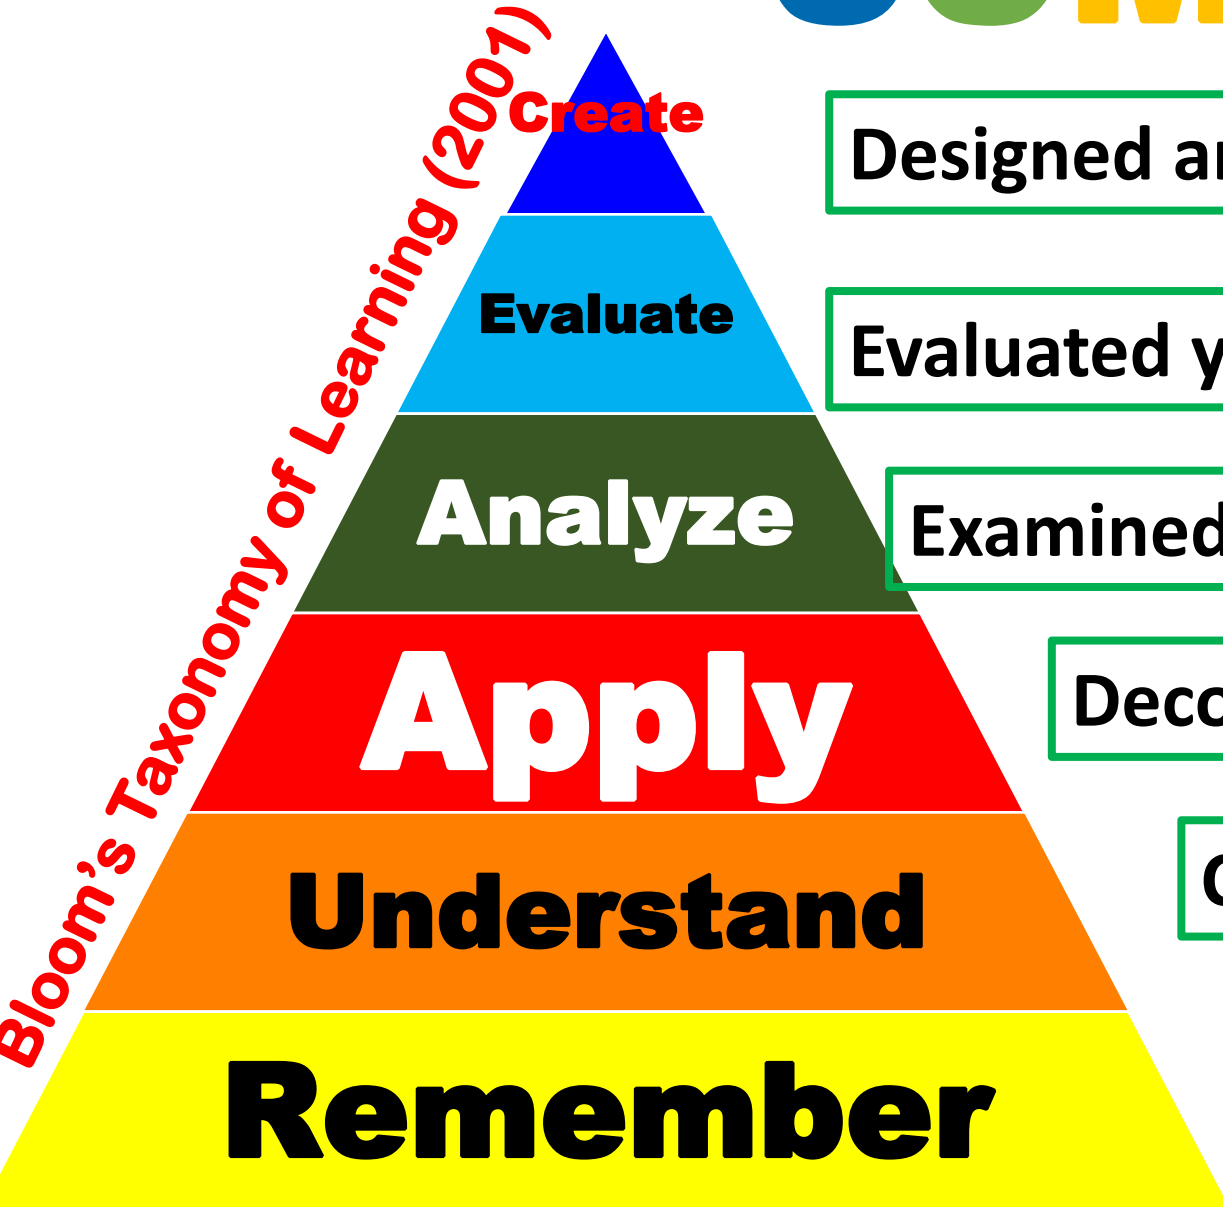 Bloom's Taxonomy of Learning (2001)
Create
Designed
Evaluate
Evaluated
Analyze
Examined
Apply
Understand
Remember